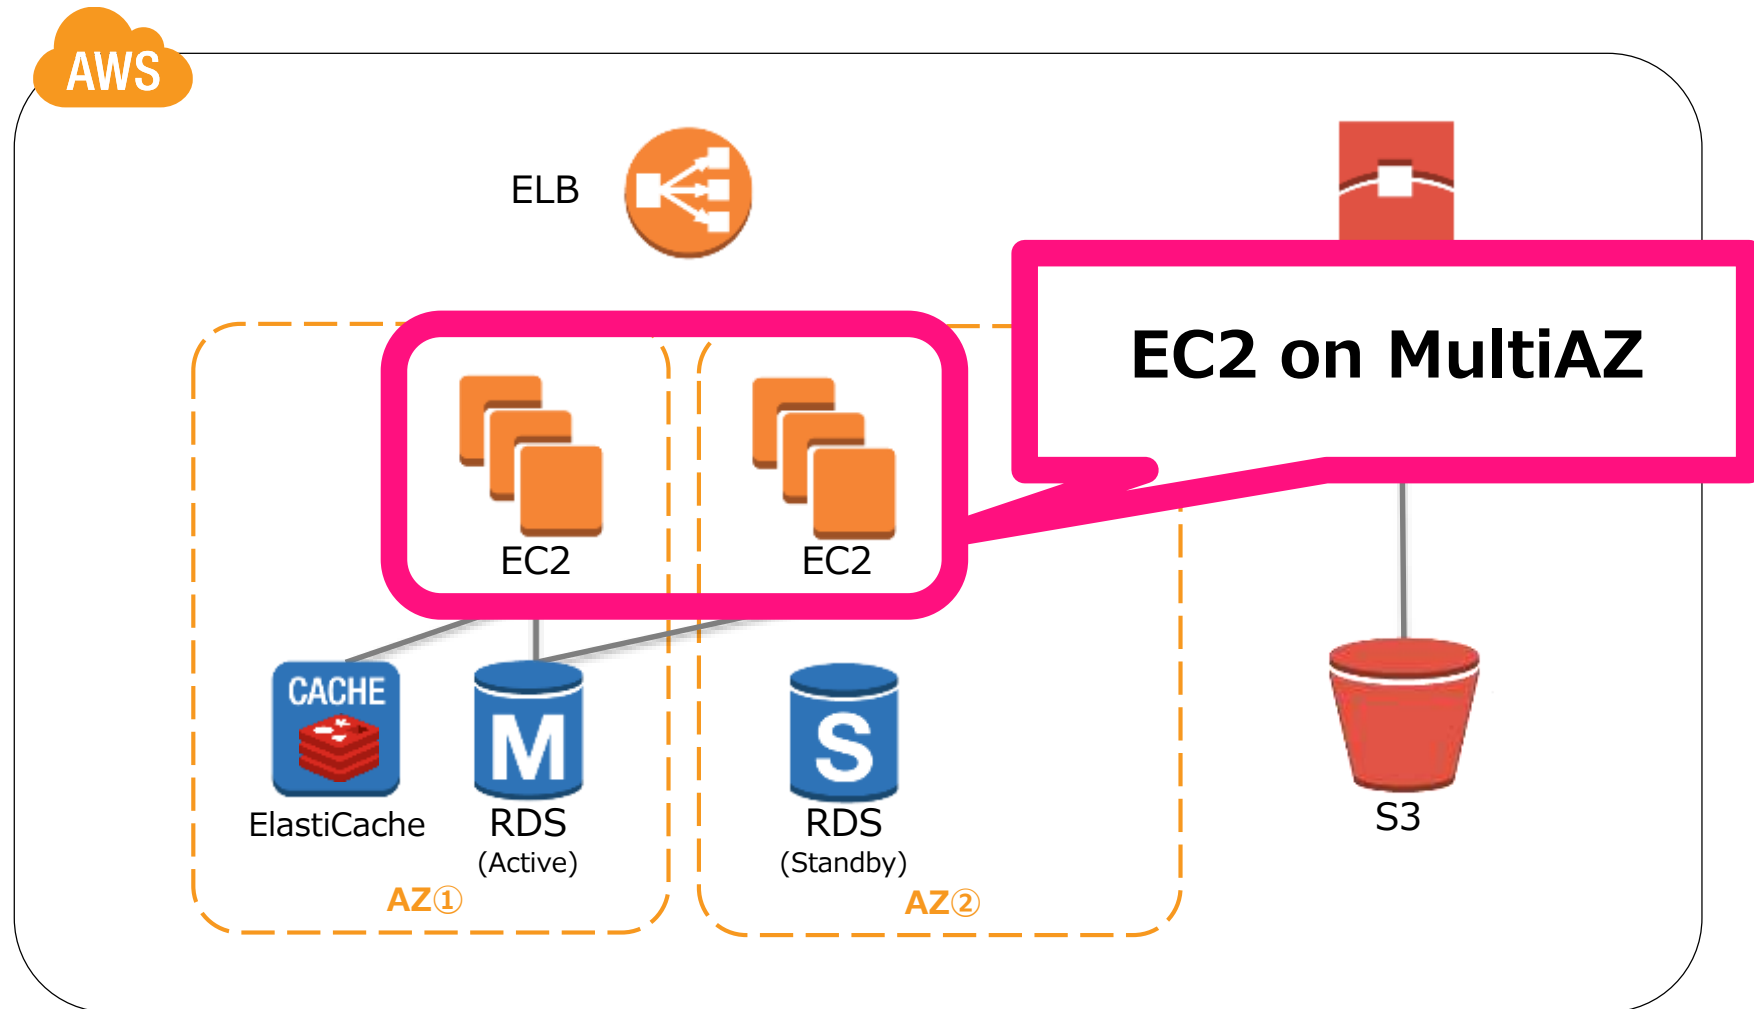 AWS
ELB
EC2 on MultiAZ
EC2
EC2
CACHE
M
S
ElastiCache
RDS
(Active)
RDS
(Standby)
S3
AZ①
AZ②